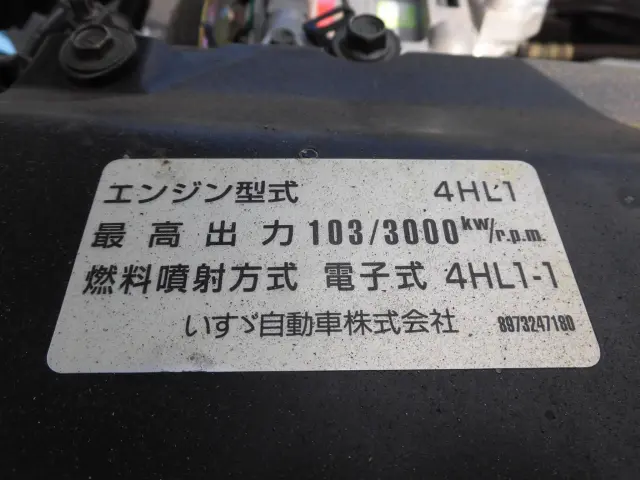 エンジン型式 4HL1
最高出力 103/3000 kw/r.p.m.
燃料噴射方式 電子式 4HL1-1
いすゞ自動車株式会社 8973247180